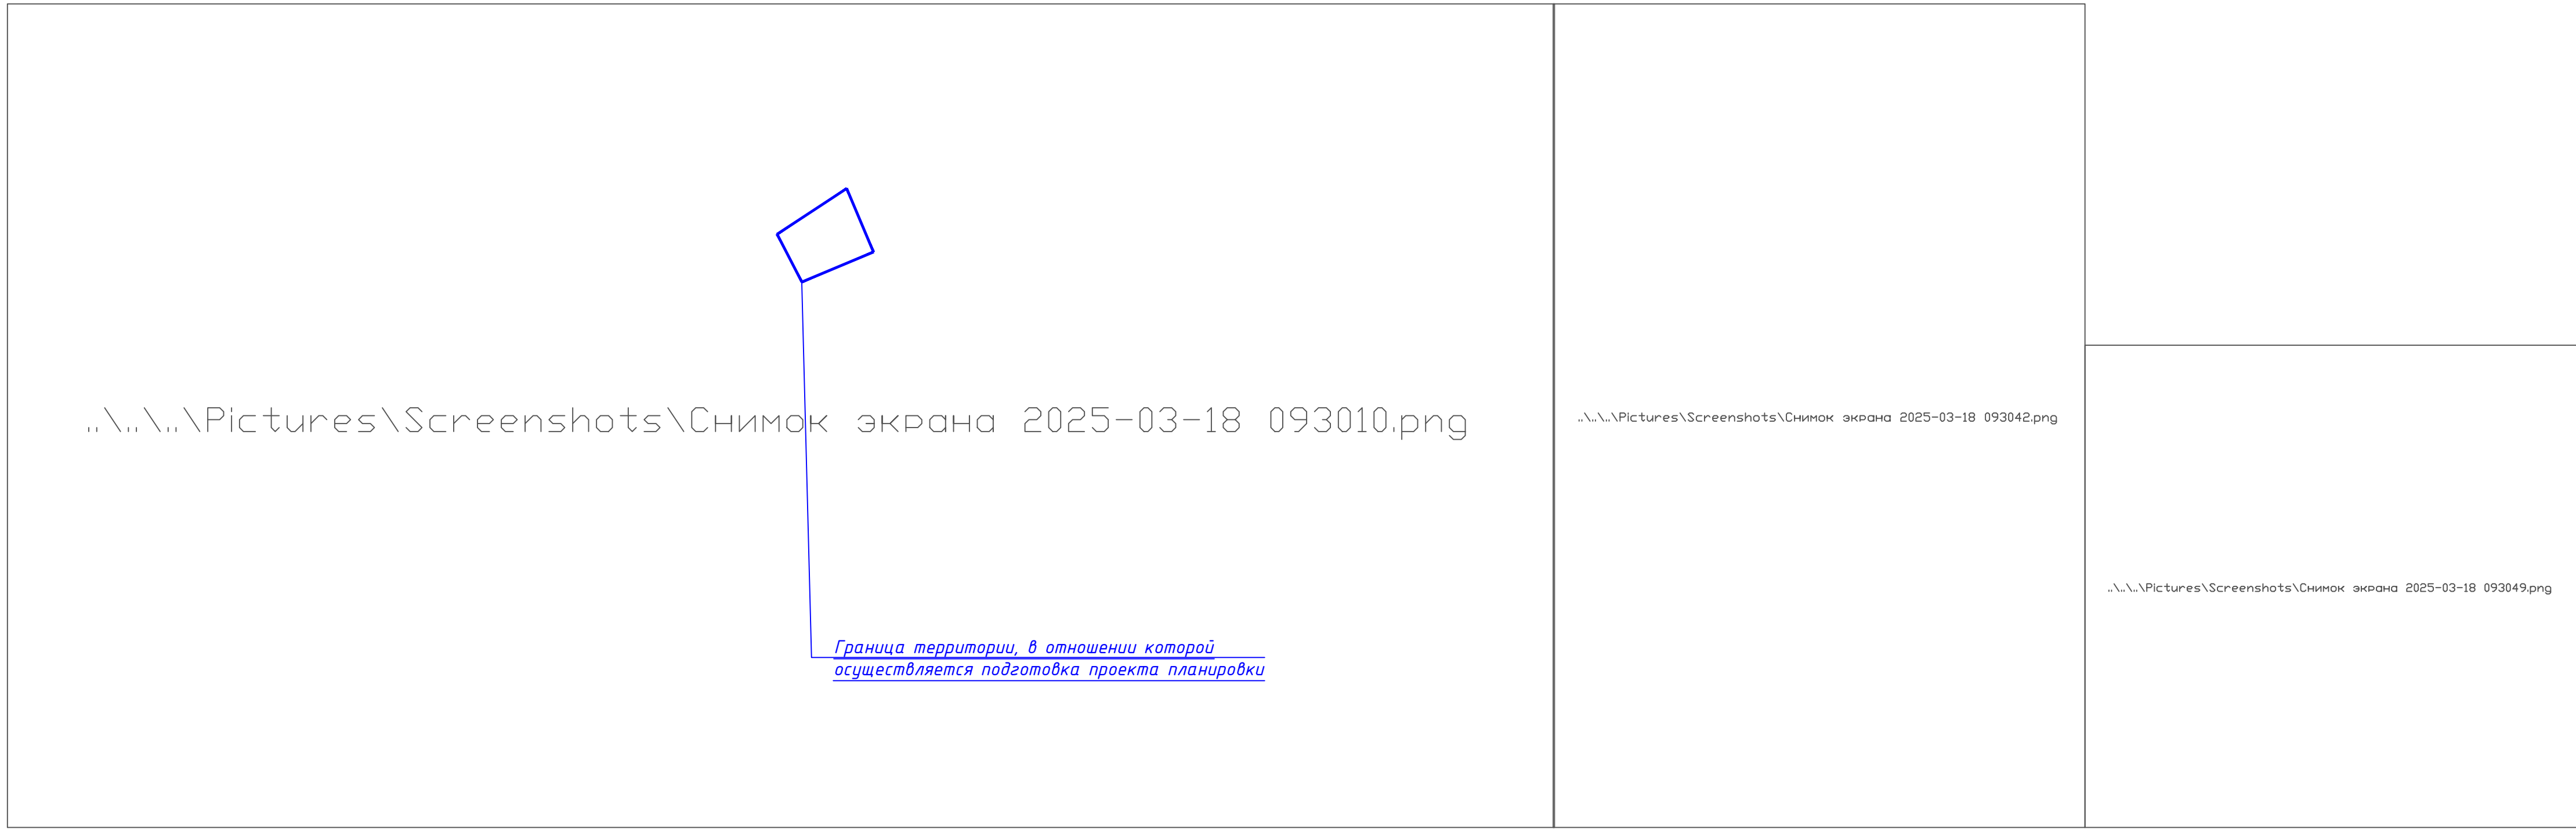 ..\..\..\Pictures\Screenshots\Снимок экрана 2025-03-18 093010.png
..\..\..\Pictures\Screenshots\Снимок экрана 2025-03-18 093042.png
..\..\..\Pictures\Screenshots\Снимок экрана 2025-03-18 093049.png
Граница территории, в отношении которой
осуществляется подготовка проекта планировки